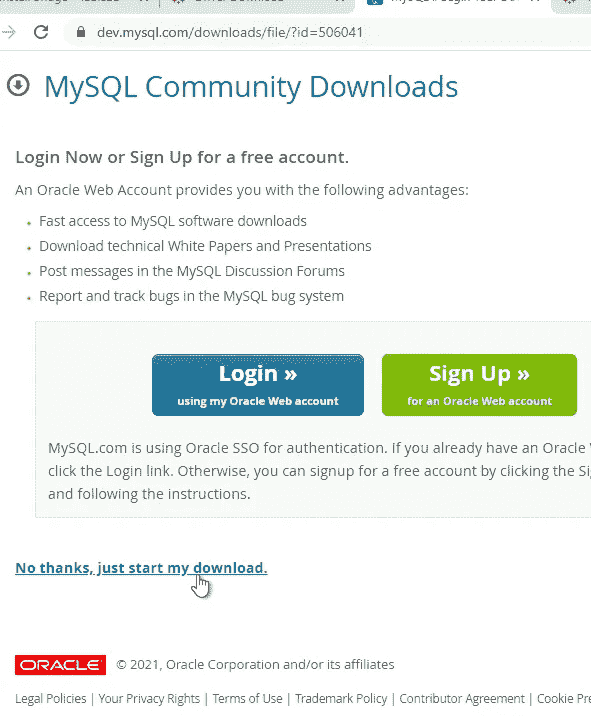 dev.mysql.com/downloads/file/?id=506041
MySQL Community Downloads
Login Now or Sign Up for a free account.
An Oracle Web Account provides you with the following advantages:
Fast access to MySQL software downloads
Download technical White Papers and Presentations
Post messages in the MySQL Discussion Forums
Report and track bugs in the MySQL bug system
Login »
using my Oracle Web account
Sign Up »
for an Oracle Web account
MySQL.com is using Oracle SSO for authentication. If you already have an Oracle
click the Login link. Otherwise, you can signup for a free account by clicking the
and following the instructions.
No thanks, just start my download.
ORACLE © 2021, Oracle Corporation and/or its affiliates
Legal Policies | Your Privacy Rights | Terms of Use | Trademark Policy | Contributor Agreement | Cookie